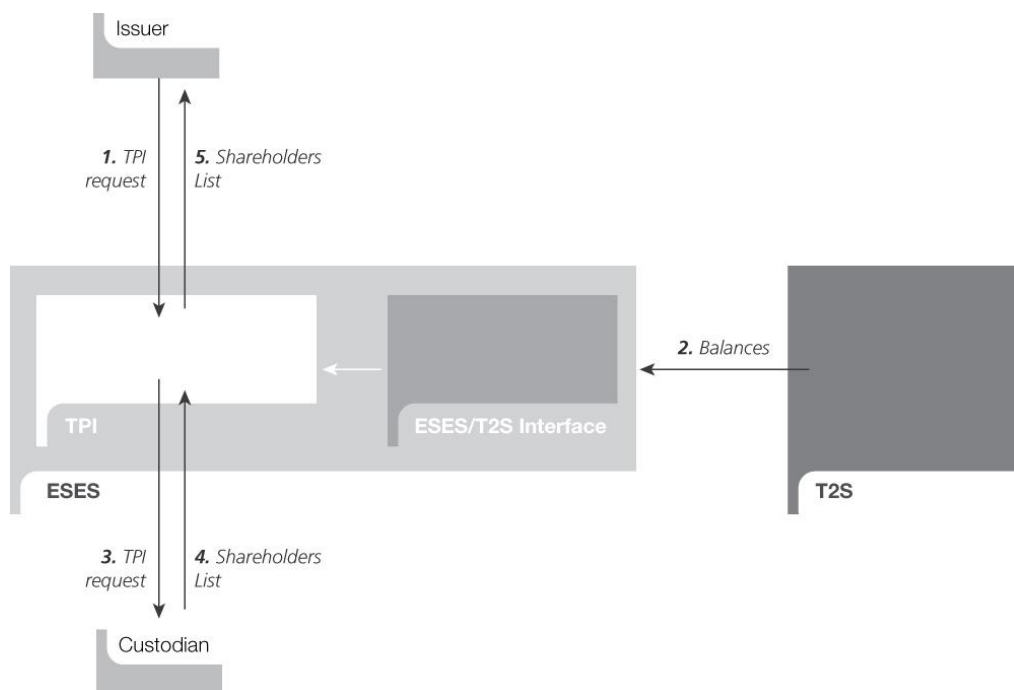 Issuer
1. TPI
request
5. Shareholders
List
2. Balances
TPI
ESES/T2S Interface
ESES
T2S
3. TPI
request
4. Shareholders
List
Custodian